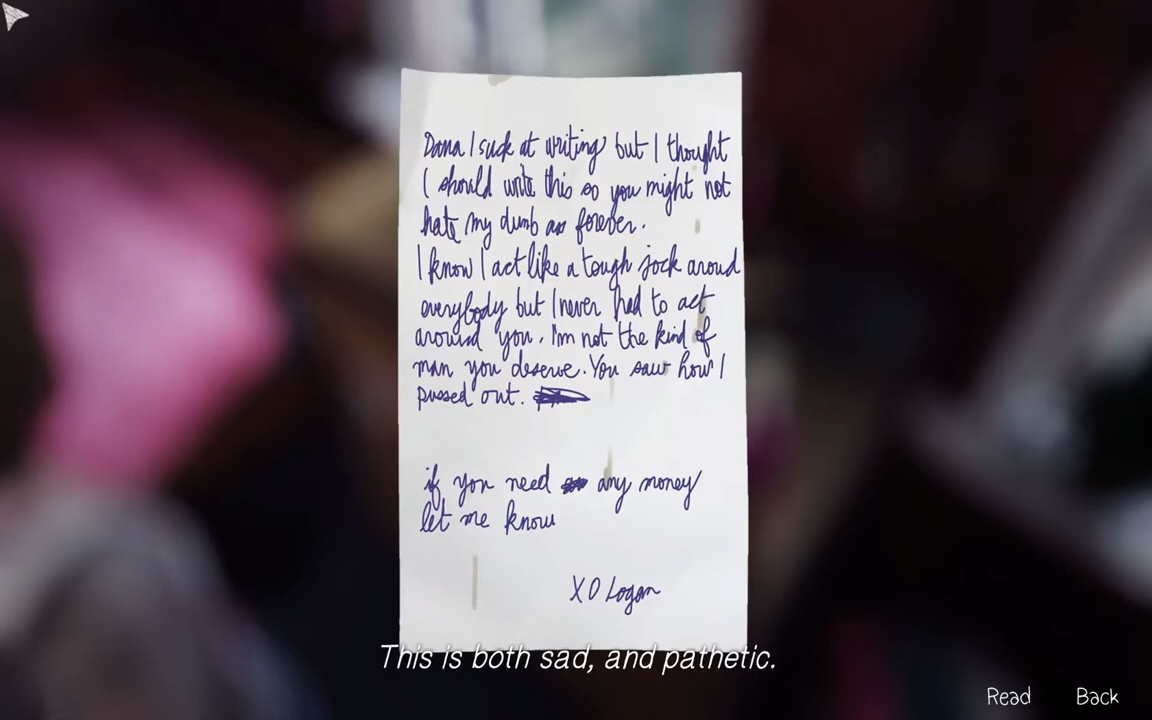 Dana I suck at writing but I thought
I should write this so you might not
hate my dumb ass forever.
I know I act like a tough jock aroud
everybody but I never had to act
around you. I'm not the kind of
man you deserve. You saw how I
pussed out.
if you need any money
let me know
XO Logan
This is both sad, and pathetic.
Read Back